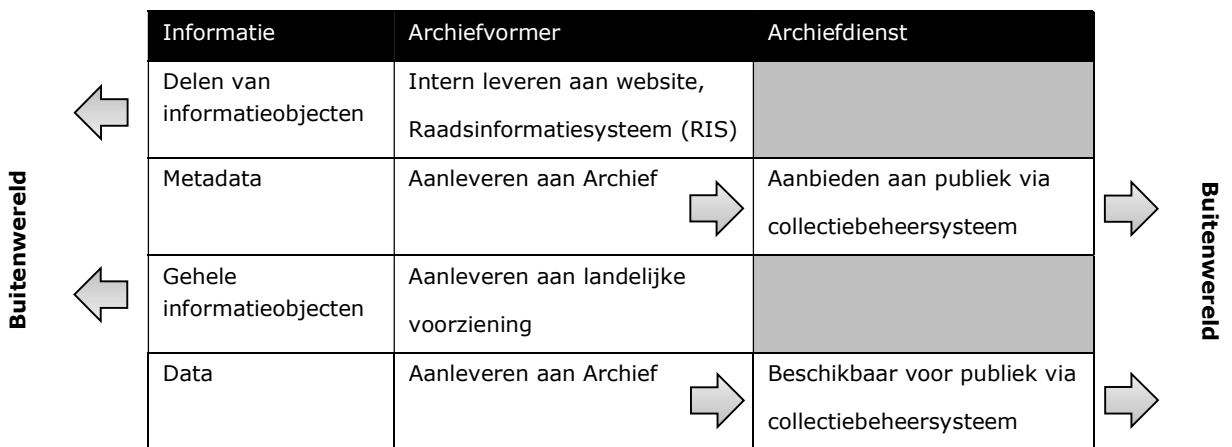 Informatie Archiefvormer Archiefdienst
Delen van
informatieobjecten
Intern leveren aan website,
Raadsinformatiesysteem (RIS)
Metadata
Aanleveren aan Archief
Aanbieden aan publiek via
collectiebeheersysteem
Gehele
informatieobjecten
Aanleveren aan landelijke
voorziening
Data
Aanleveren aan Archief
Beschikbaar voor publiek via
collectiebeheersysteem
Buitenwereld
Buitenwereld